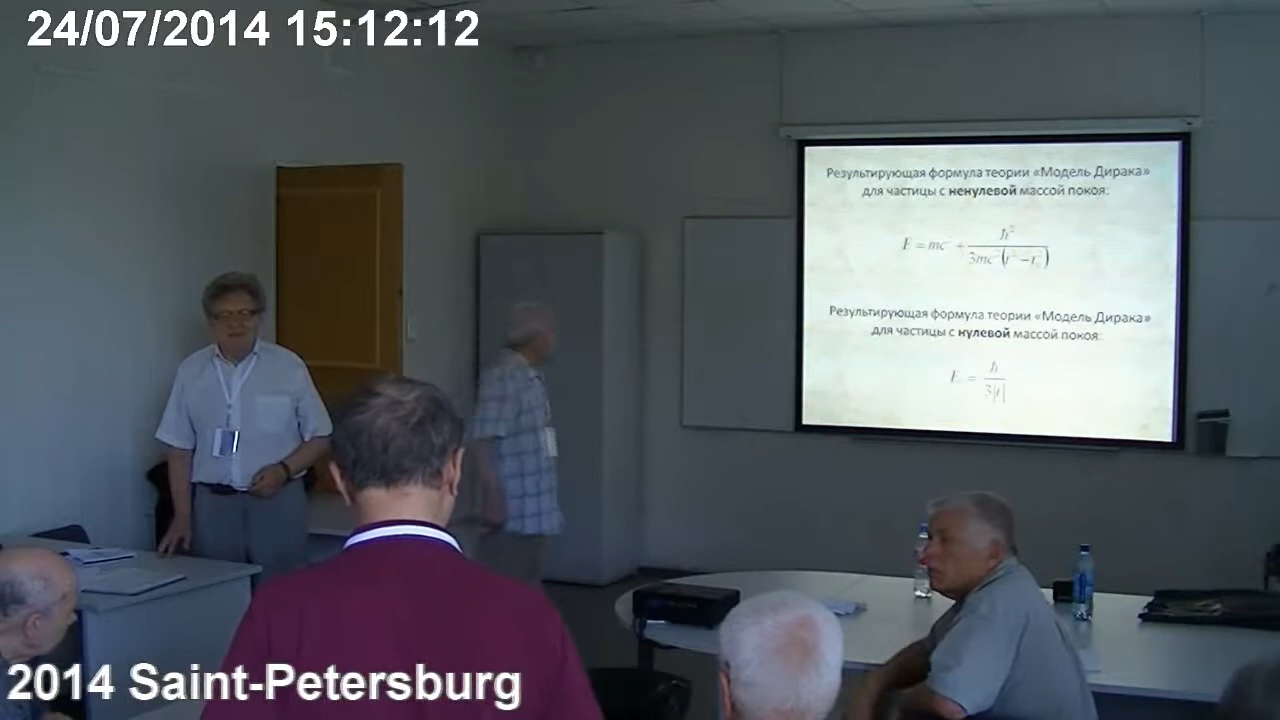 24/07/2014 15:12:12
Результирующая формула теории «Модель Дирака»
для частицы с ненулевой массой покоя:
Результирующая формула теории «Модель Дирака»
для частицы с нулевой массой покоя:
E = ħ / 3|t|
2014 Saint-Petersburg